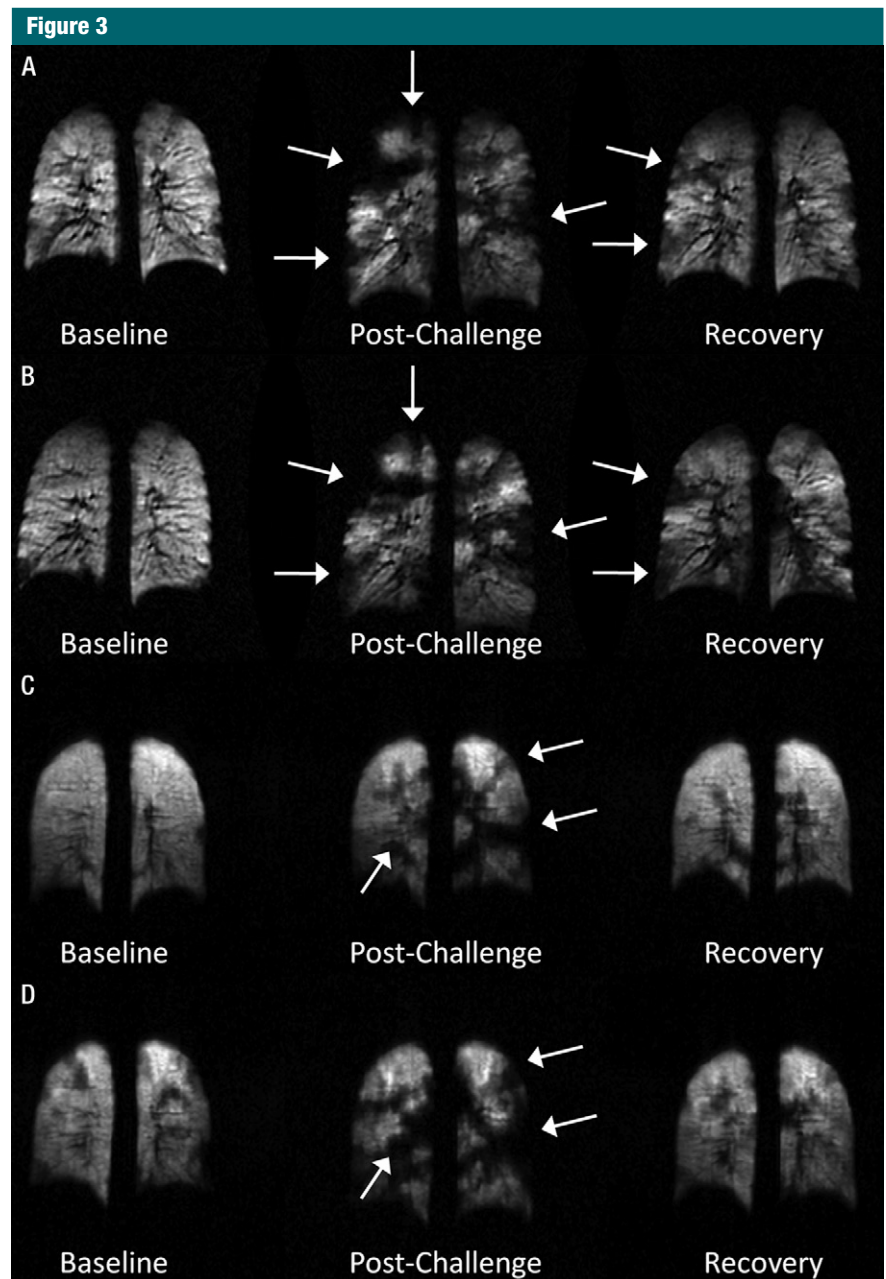 Figure 3
A
Baseline
Post-Challenge
Recovery
B
Baseline
Post-Challenge
Recovery
C
Baseline
Post-Challenge
Recovery
D
Baseline
Post-Challenge
Recovery